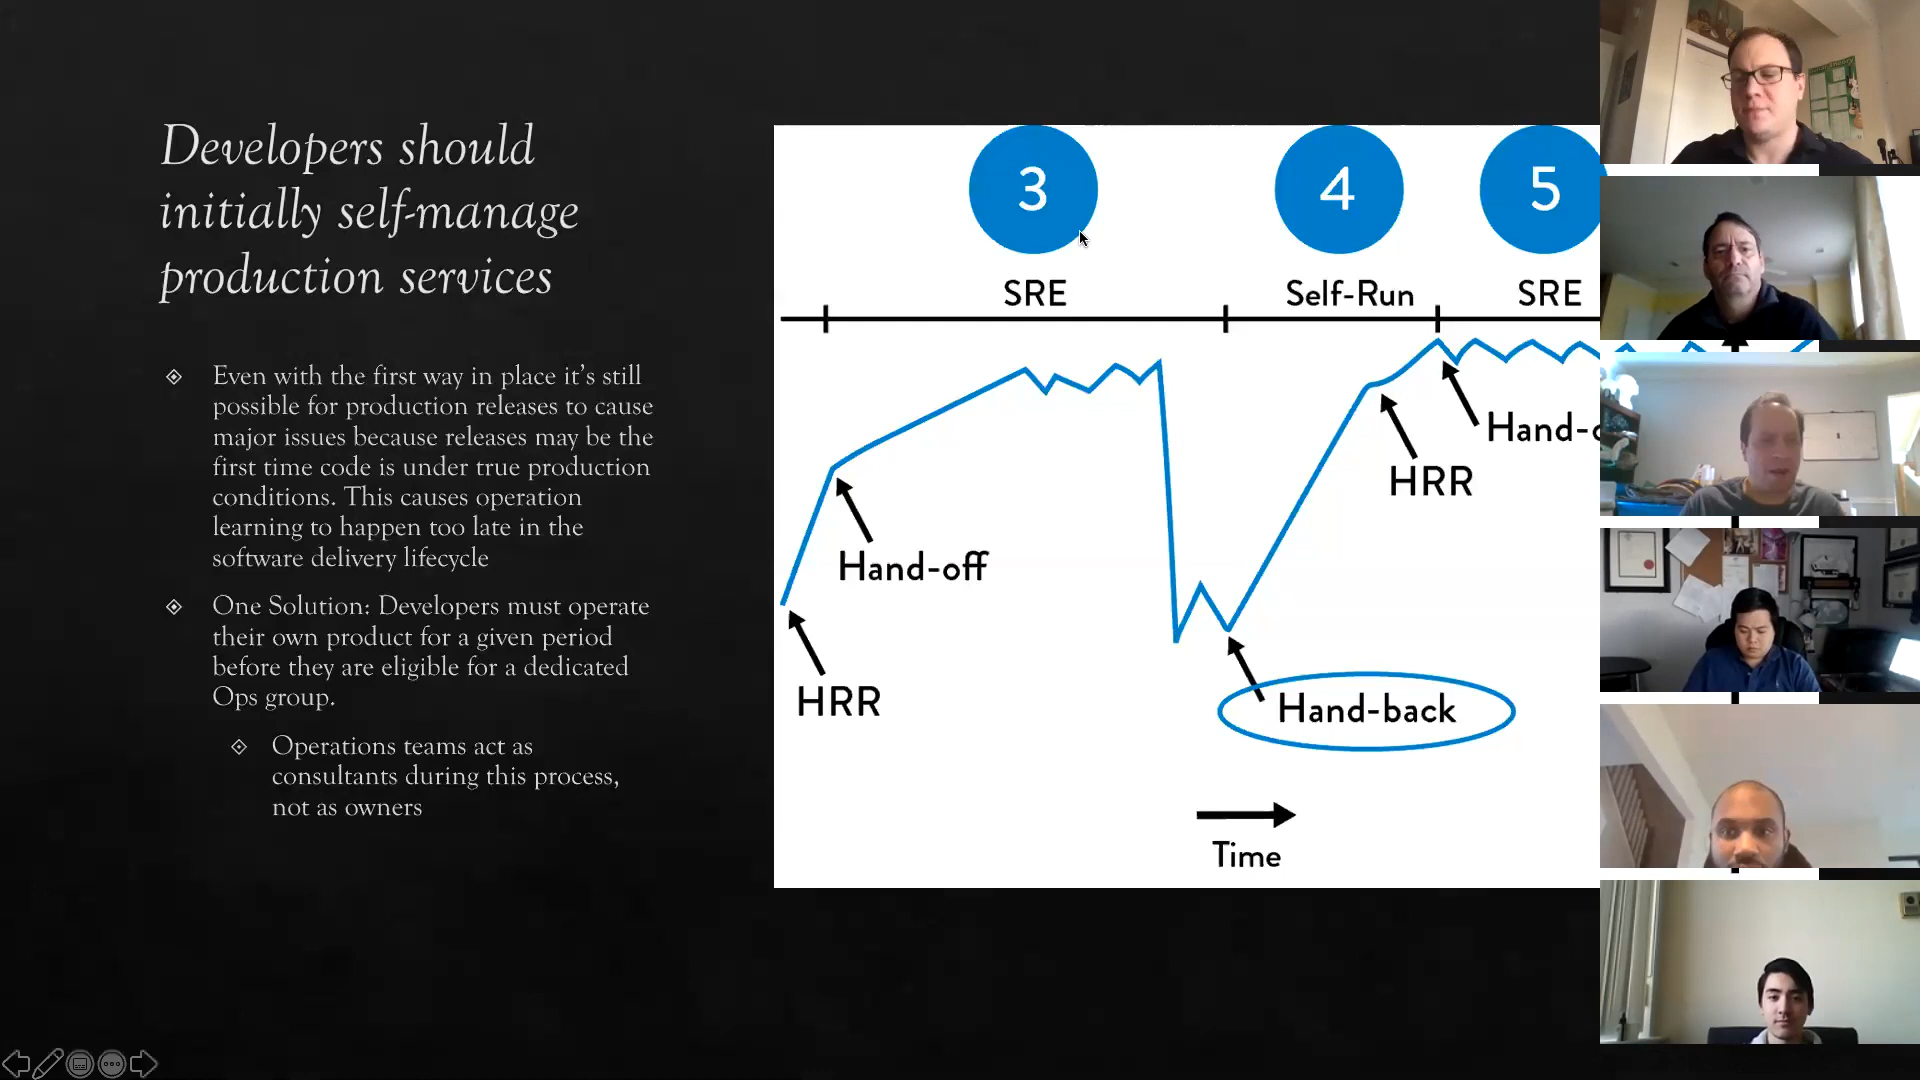 Developers should
initially self-manage
production services
Even with the first way in place it's still
possible for production releases to cause
major issues because releases may be the
first time code is under true production
conditions. This causes operation
learning to happen too late in the
software delivery lifecycle
One Solution: Developers must operate
their own product for a given period
before they are eligible for a dedicated
Ops group.
Operations teams act as
consultants during this process,
not as owners
3
4
5
SRE
Self-Run
SRE
Hand-off
HRR
Hand-
HRR
Hand-back
Time